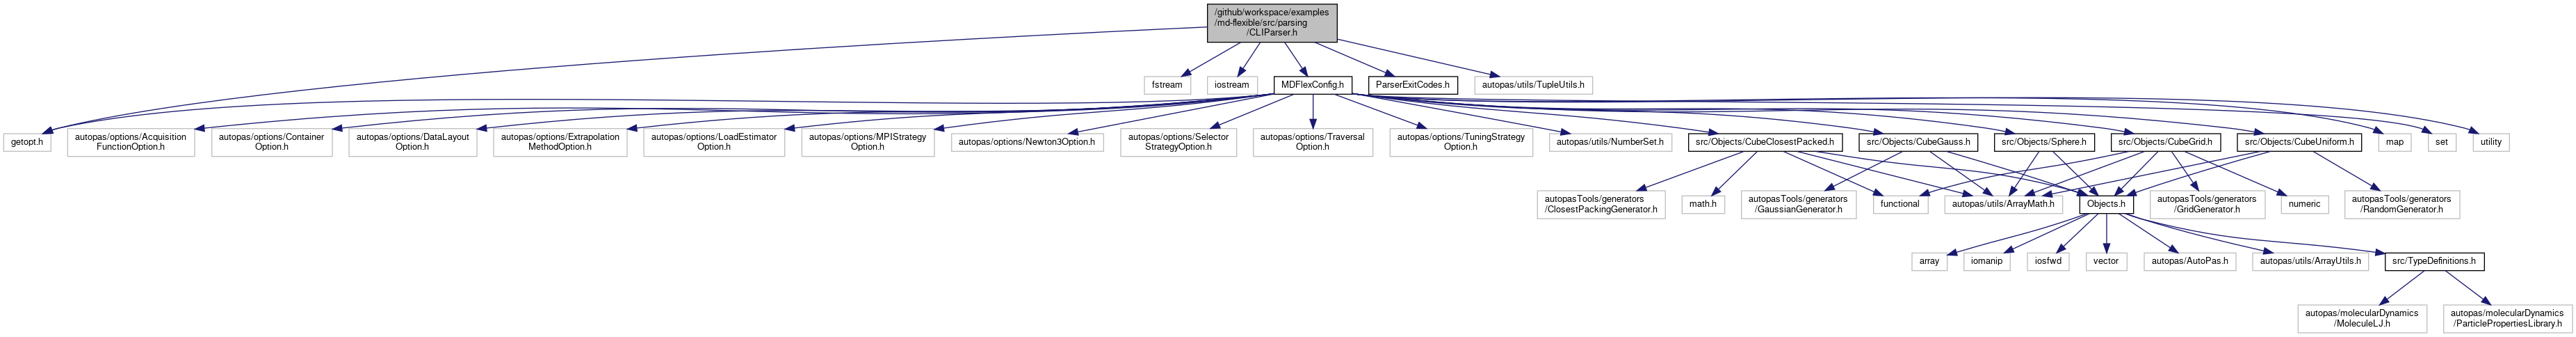 /github/workspace/examples
/md-flexible/src/parsing
/CLIParser.h
fstream
iostream
MDFlexConfig.h
ParserExitCodes.h
autopas/utils/TupleUtils.h
getopt.h
autopas/options/Acquisition
FunctionOption.h
autopas/options/Container
Option.h
autopas/options/DataLayout
Option.h
autopas/options/Extrapolation
MethodOption.h
autopas/options/LoadEstimator
Option.h
autopas/options/MPIStrategy
Option.h
autopas/options/Newton3Option.h
autopas/options/Selector
StrategyOption.h
autopas/options/Traversal
Option.h
autopas/options/TuningStrategy
Option.h
autopas/utils/NumberSet.h
src/Objects/CubeClosestPacked.h
src/Objects/CubeGauss.h
src/Objects/Sphere.h
src/Objects/CubeGrid.h
src/Objects/CubeUniform.h
map
set
utility
autopasTools/generators
/ClosestPackingGenerator.h
math.h
autopasTools/generators
/GaussianGenerator.h
functional
autopas/utils/ArrayMath.h
Objects.h
autopasTools/generators
/GridGenerator.h
numeric
autopasTools/generators
/RandomGenerator.h
array
iomanip
iosfwd
vector
autopas/AutoPas.h
autopas/utils/ArrayUtils.h
src/TypeDefinitions.h
autopas/molecularDynamics
/MoleculeLJ.h
autopas/molecularDynamics
/ParticlePropertiesLibrary.h